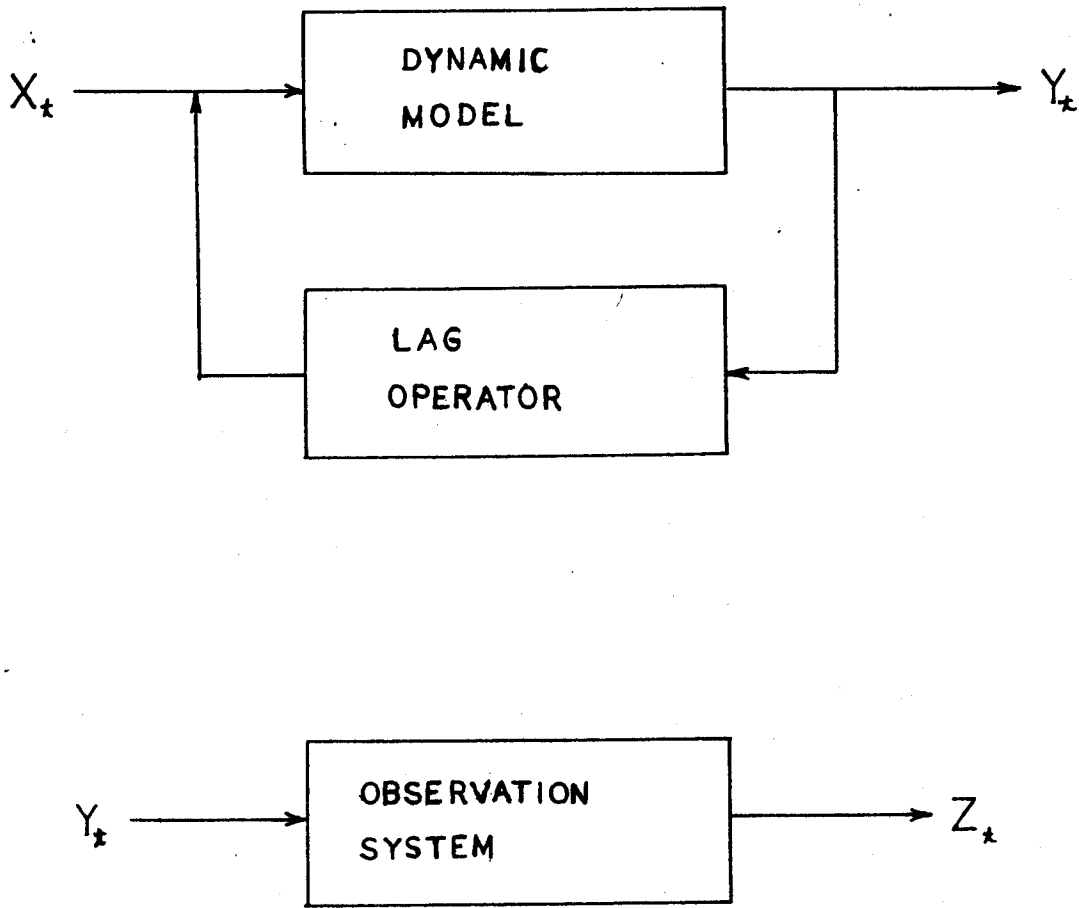 X_t
DYNAMIC
MODEL
Y_t
LAG
OPERATOR
Y_t
OBSERVATION
SYSTEM
Z_t